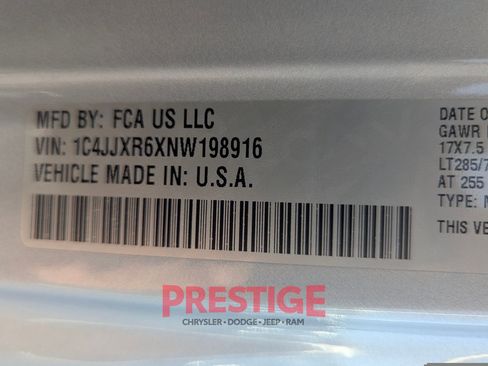 MFD BY: FCA US LLC
VIN: 1C4JJXR6XNW198916
VEHICLE MADE IN: U.S.A.
DATE O
GAWR
17X7.5
LT285/7
AT 255
TYPE:
THIS VE
PRESTIGE
CHRYSLER • DODGE • JEEP • RAM